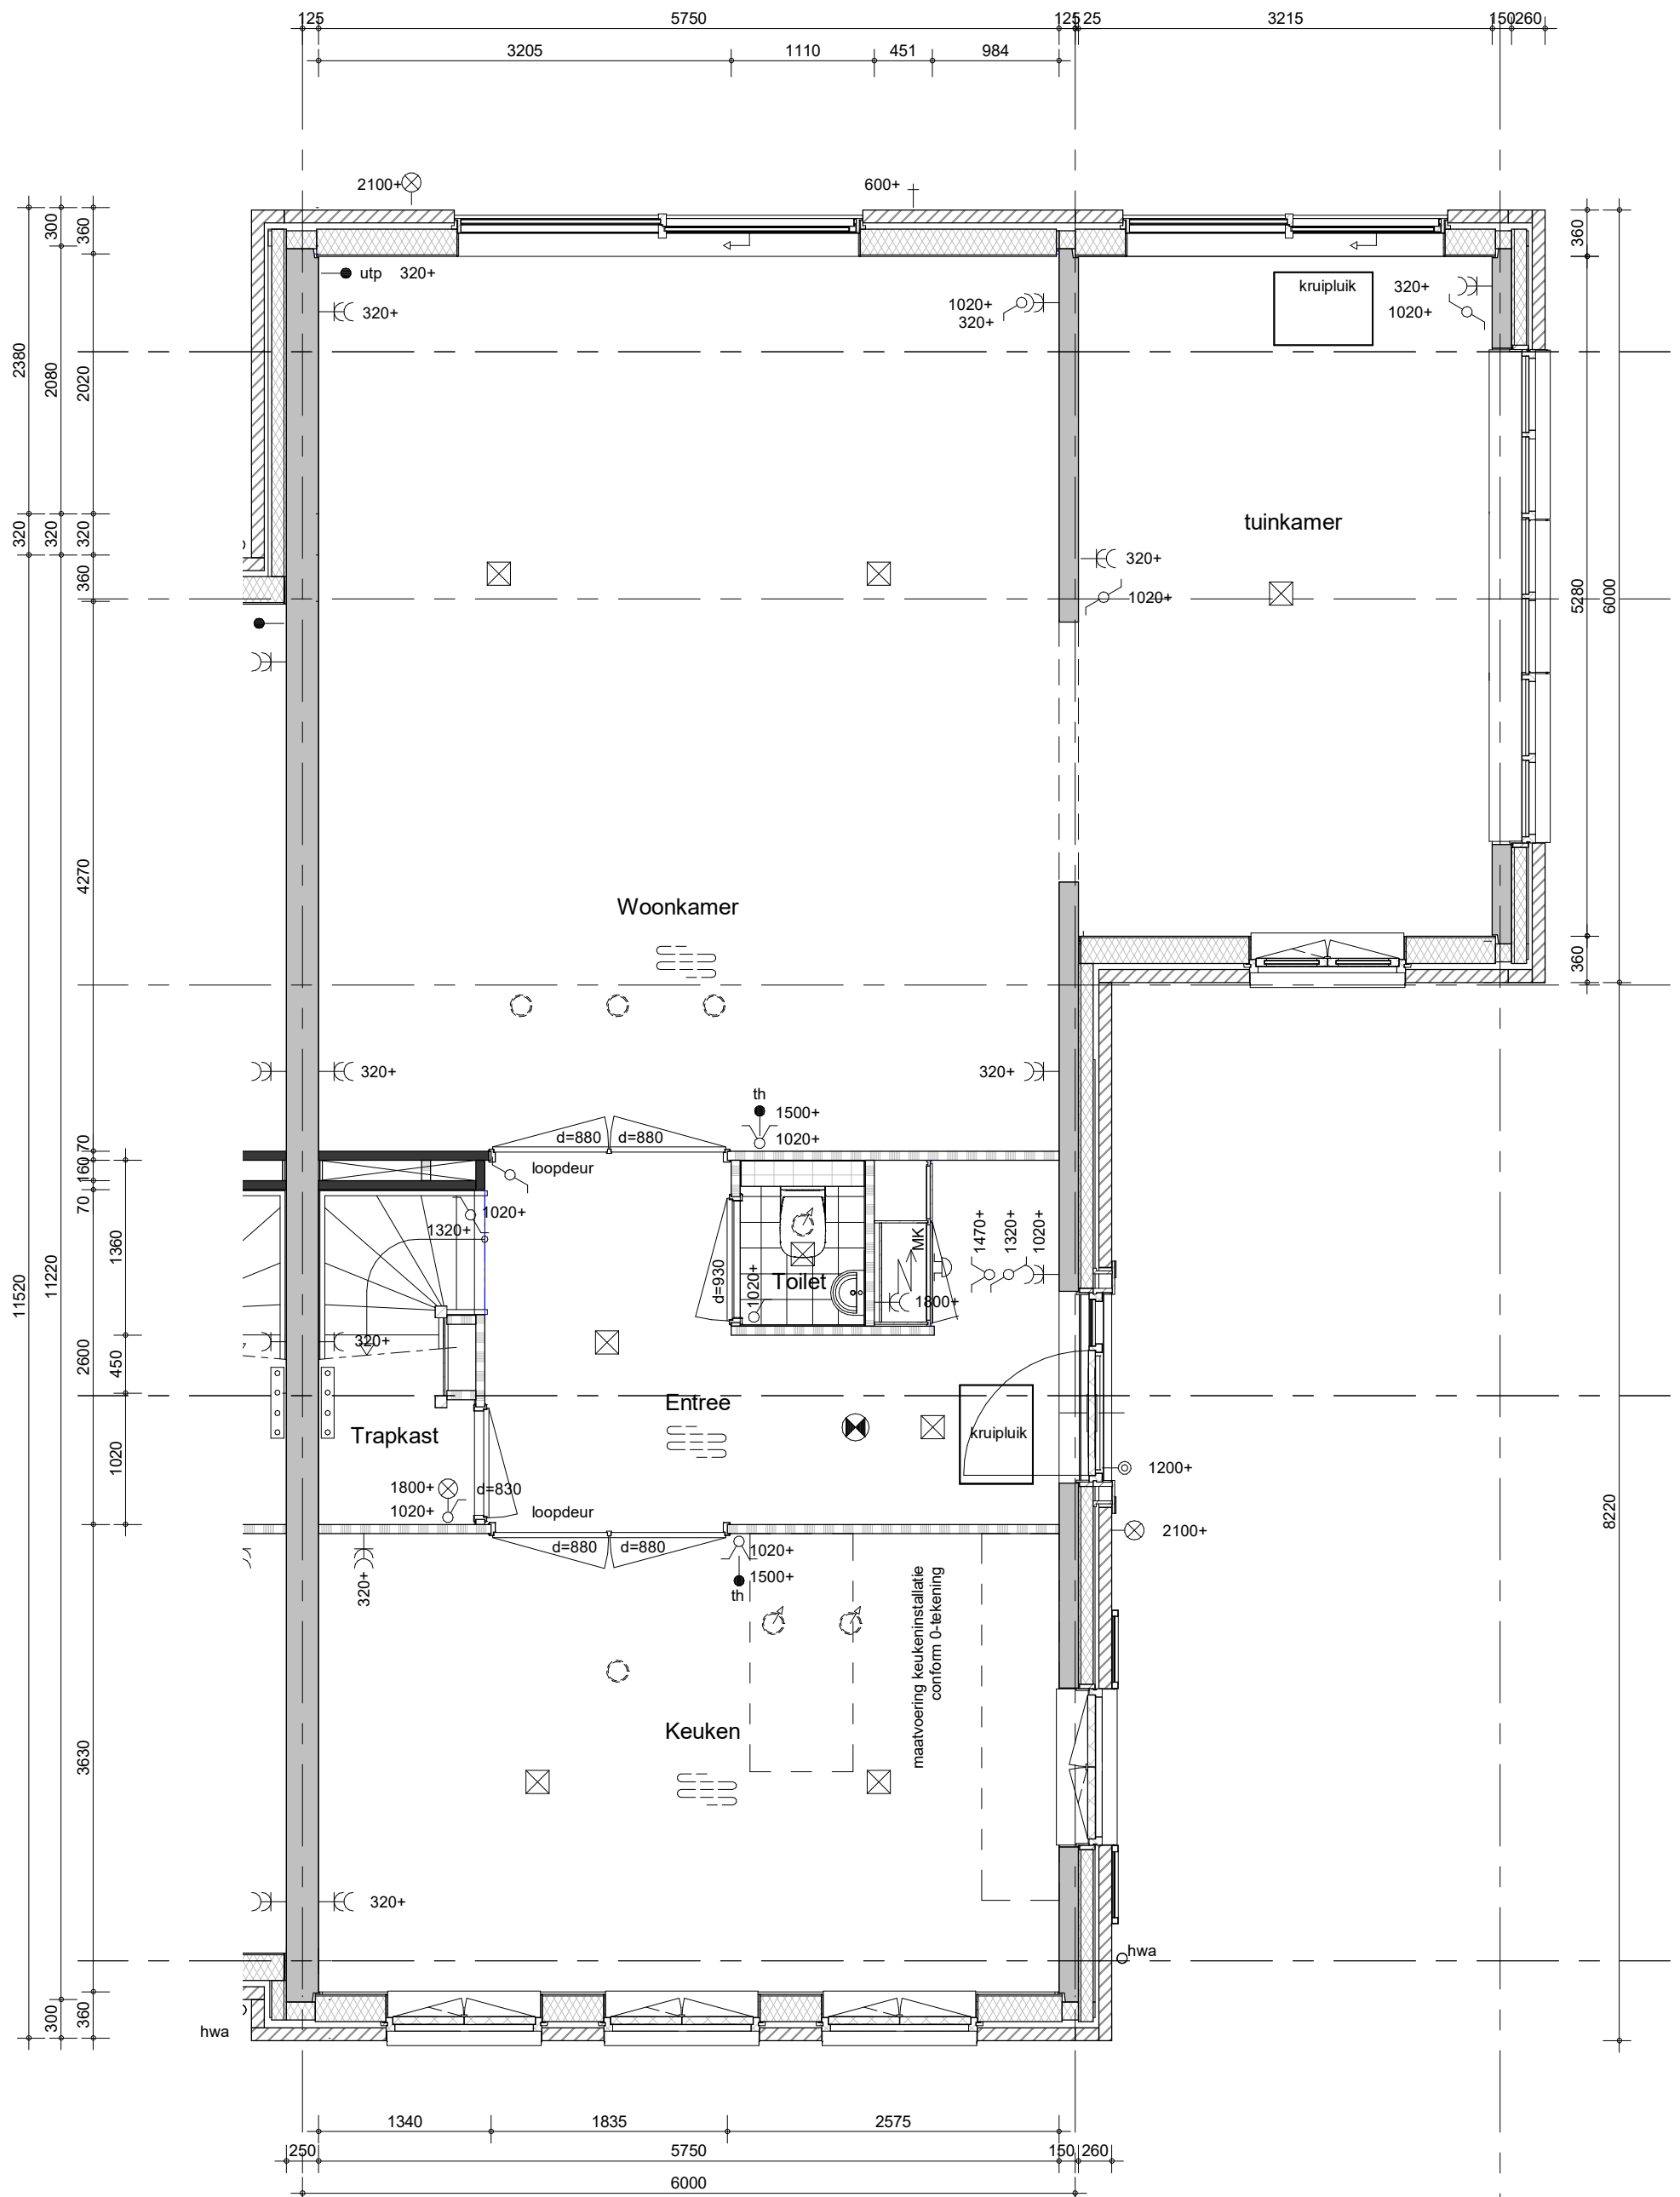 125 5750 125 25 3215 150 260
3205 1110 451 984
2100+ 600+
300 360 360
utp 320+
320+
1020+
320+
kruipluik
320+
1020+
2380 2080 2020
tuinkamer
320 320 320
320+
360
1020+
5280 6000
4270
Woonkamer
360
320+ 320+
th
1500+
1020+
70
d=880 d=880
loopdeur
160
70
1020+
1320+
1360
MK
1470+
1320+
1020+
Toilet
d=930
1020+
1800+
11520 11220
2600
320+
450
Entree
Trapkast
kruipluik
1020
1200+
1800+
d=830
1020+
loopdeur
2100+
8220
d=880 d=880
1020+
1500+
th
320+
maatvoering keukeninstallatie
conform 0-tekening
Keuken
3630
320+
hwa
300 360
hwa
1340 1835 2575
250 5750 150 260
6000